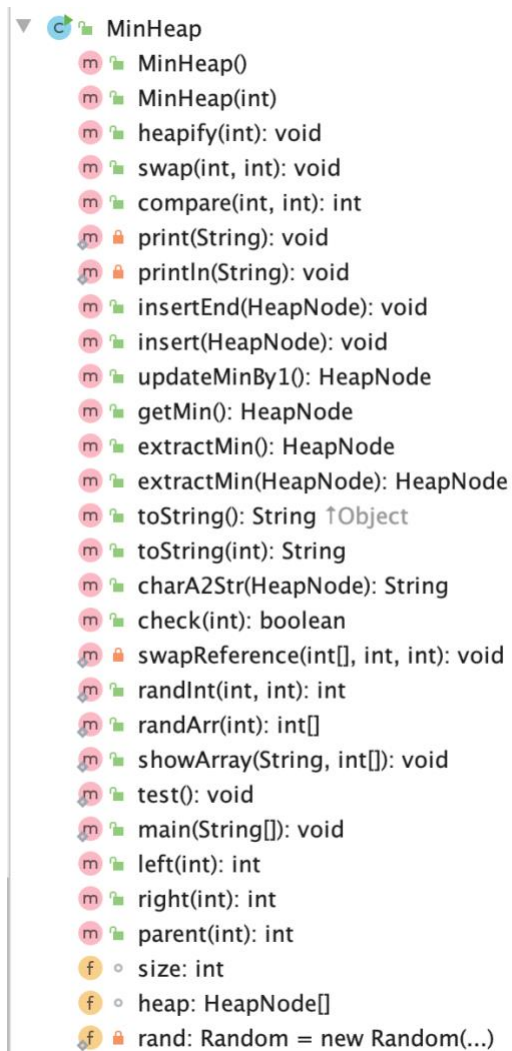 C MinHeap
m MinHeap()
m MinHeap(int)
m heapify(int): void
m swap(int, int): void
m compare(int, int): int
m print(String): void
m println(String): void
m insertEnd(HeapNode): void
m insert(HeapNode): void
m updateMinBy1(): HeapNode
m getMin(): HeapNode
m extractMin(): HeapNode
m extractMin(HeapNode): HeapNode
m toString(): String ↑Object
m toString(int): String
m charA2Str(HeapNode): String
m check(int): boolean
m swapReference(int[], int, int): void
m randInt(int, int): int
m randArr(int): int[]
m showArray(String, int[]): void
m test(): void
m main(String[]): void
m left(int): int
m right(int): int
m parent(int): int
f size: int
f heap: HeapNode[]
f rand: Random = new Random(...)